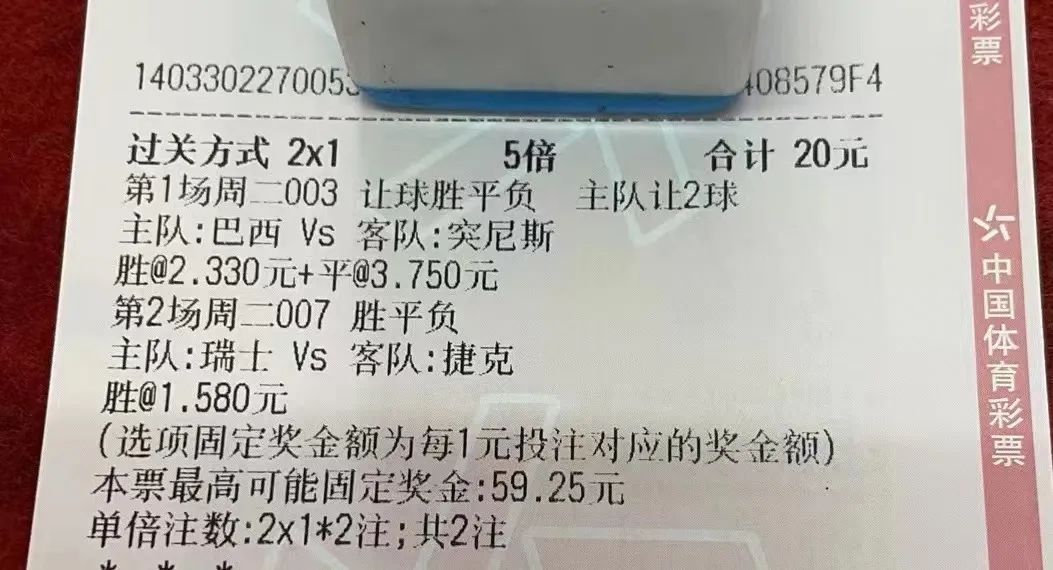 彩票
1403302270053 408579F4
过关方式 2x1 5倍 合计 20元
第1场周二003 让球胜平负 主队让2球
主队:巴西 Vs 客队:突尼斯
胜@2.330元+平@3.750元
第2场周二007 胜平负
主队:瑞士 Vs 客队:捷克
胜@1.580元
(选项固定奖金额为每1元投注对应的奖金额)
本票最高可能固定奖金:59.25元
单倍注数:2x1*2注;共2注
* * *
中国体育彩票